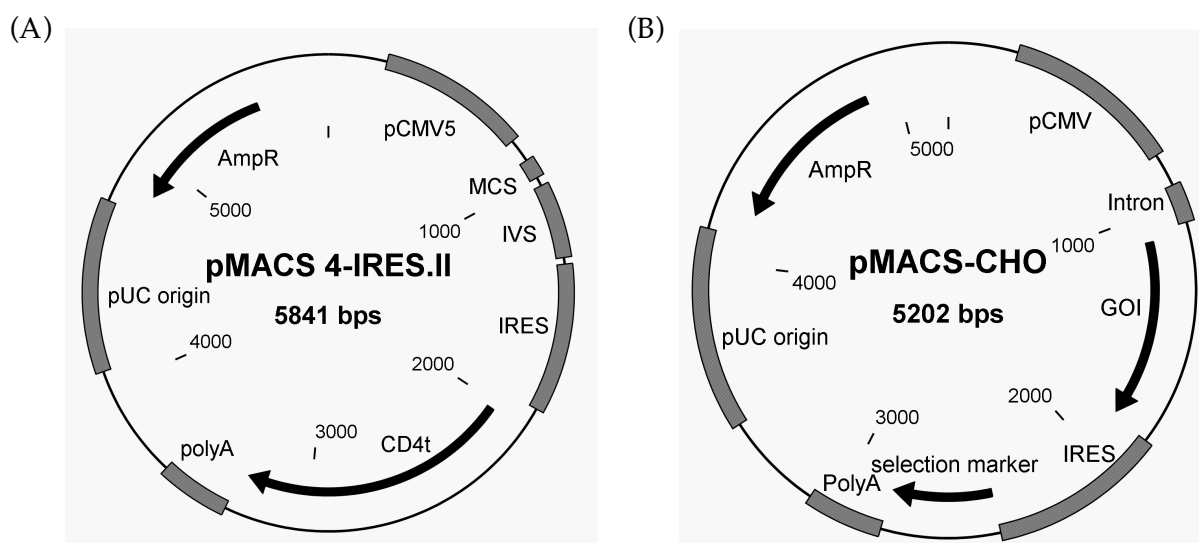 (A)
pCMV5
AmpR
MCS
5000
1000
IVS
pMACS 4-IRES.II
pUC origin
5841 bps
IRES
4000
2000
3000
CD4t
polyA
(B)
pCMV
5000
AmpR
Intron
1000
pMACS-CHO
4000
GOI
5202 bps
pUC origin
2000
3000
IRES
selection marker
PolyA